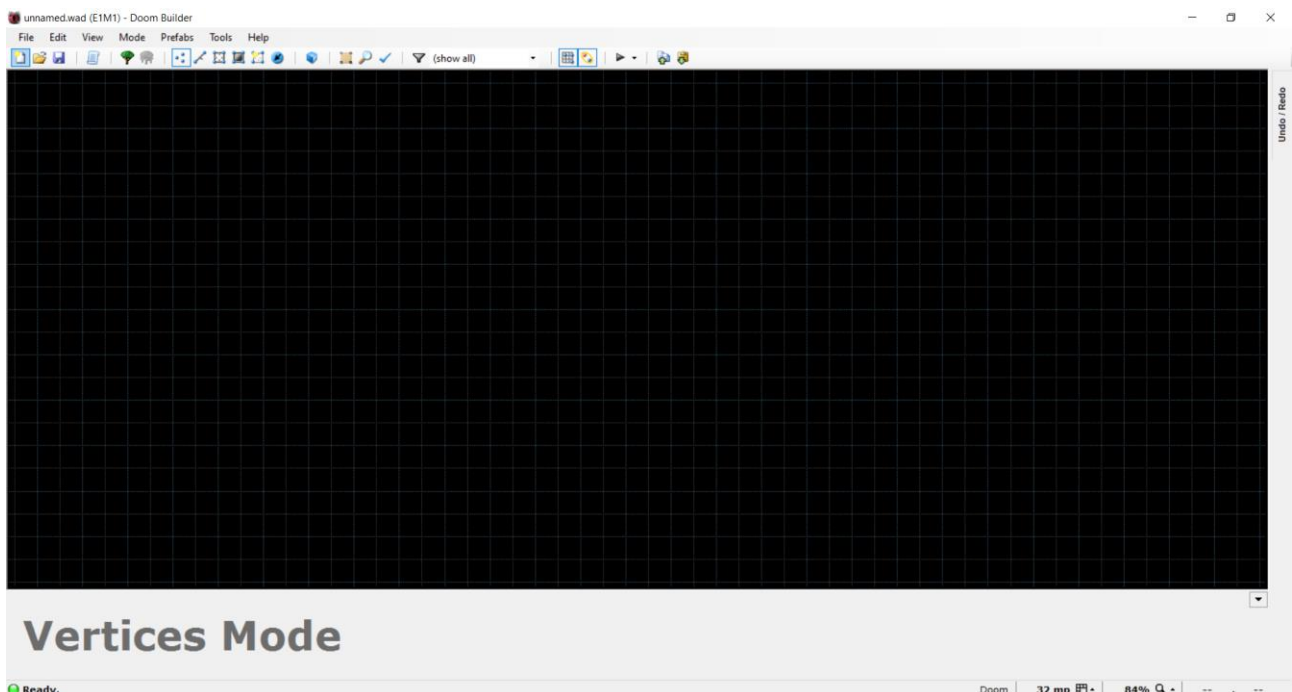 unnamed.wad (E1M1) - Doom Builder
File Edit View Mode Prefabs Tools Help
(show all)
Undo / Redo
Vertices Mode
Ready.
Doom 32 mp 84% -- , --